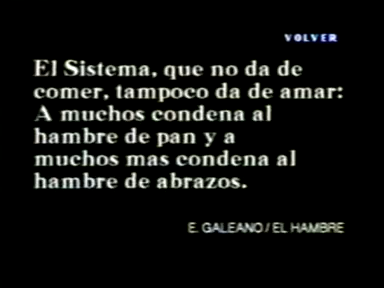 VOLVER
El Sistema, que no da de
comer, tampoco da de amar:
A muchos condena al
hambre de pan y a
muchos mas condena al
hambre de abrazos.
E. GALEANO / EL HAMBRE